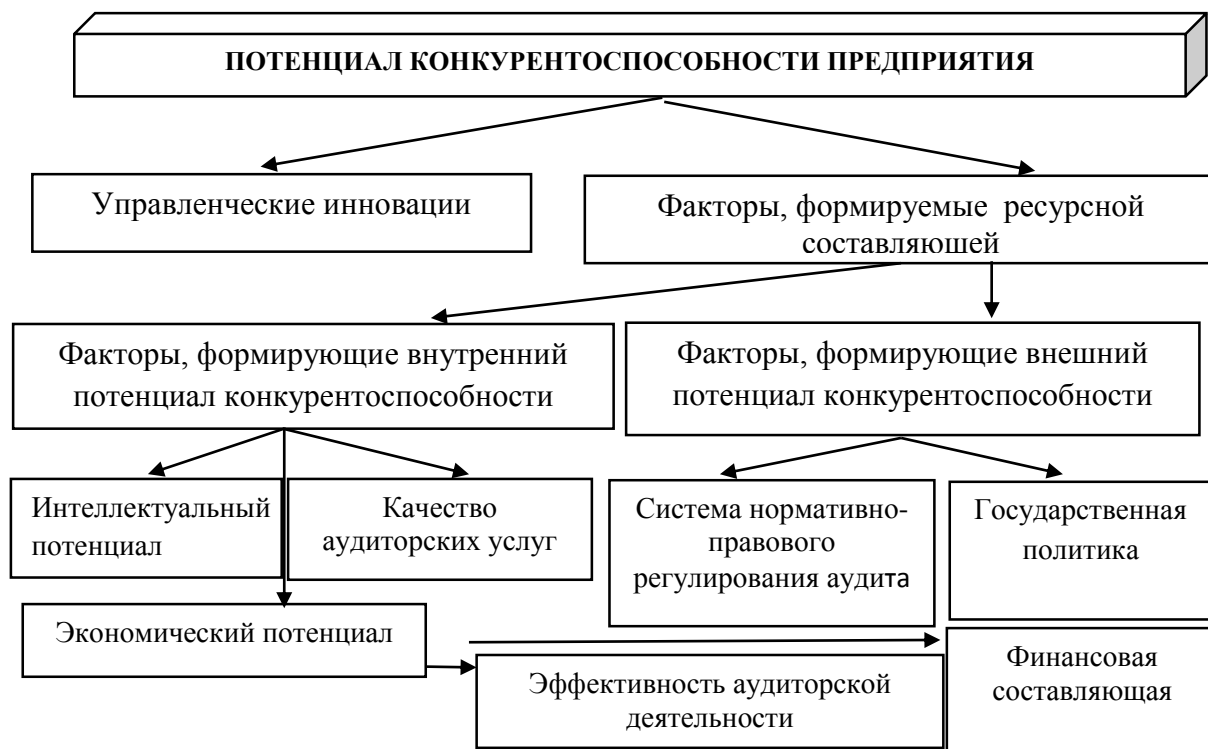 ПОТЕНЦИАЛ КОНКУРЕНТОСПОСОБНОСТИ ПРЕДПРИЯТИЯ
Управленческие инновации
Факторы, формируемые ресурсной
составляюшей
Факторы, формирующие внутренний
потенциал конкурентоспособности
Факторы, формирующие внешний
потенциал конкурентоспособности
Интеллектуальный
потенциал
Качество
аудиторских услуг
Система нормативно-
правового
регулирования аудита
Государственная
политика
Экономический потенциал
Эффективность аудиторской
деятельности
Финансовая
составляющая